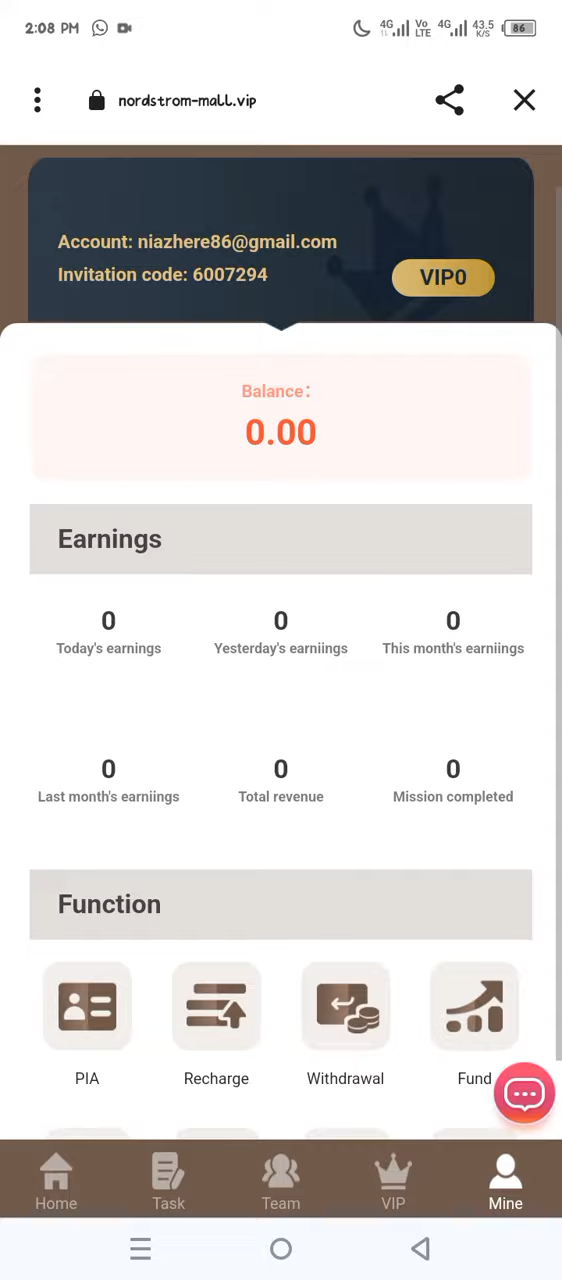 2:08 PM 4G Vo LTE 4G 43.5 K/S 86
nordstrom-mall.vip
Account: niazhere86@gmail.com
Invitation code: 6007294
VIP0
Balance:
0.00
Earnings
0 0 0
Today's earnings Yesterday's earniings This month's earniings
0 0 0
Last month's earniings Total revenue Mission completed
Function
PIA Recharge Withdrawal Fund
Home Task Team VIP Mine